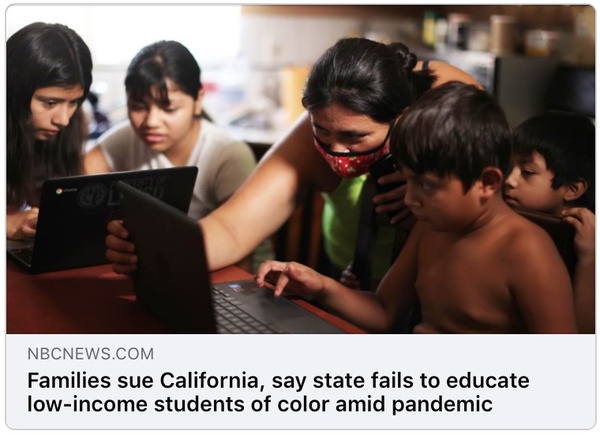 NBCNEWS.COM
Families sue California, say state fails to educate
low-income students of color amid pandemic